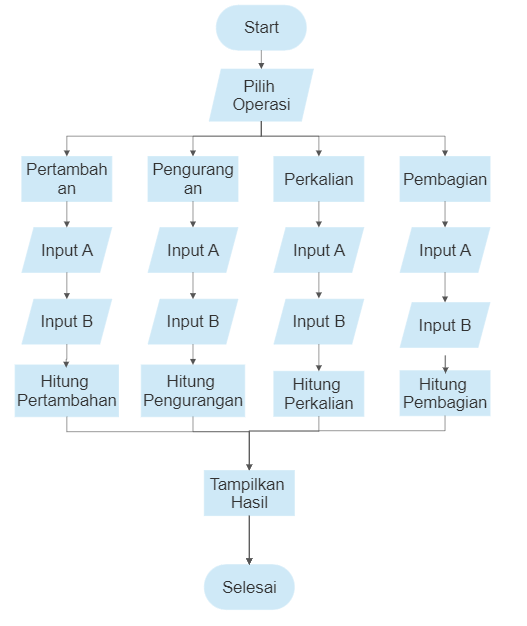 Start
Pilih
Operasi
Pertambah
an
Pengurang
an
Perkalian
Pembagian
Input A
Input A
Input A
Input A
Input B
Input B
Input B
Input B
Hitung
Pertambahan
Hitung
Pengurangan
Hitung
Perkalian
Hitung
Pembagian
Tampilkan
Hasil
Selesai